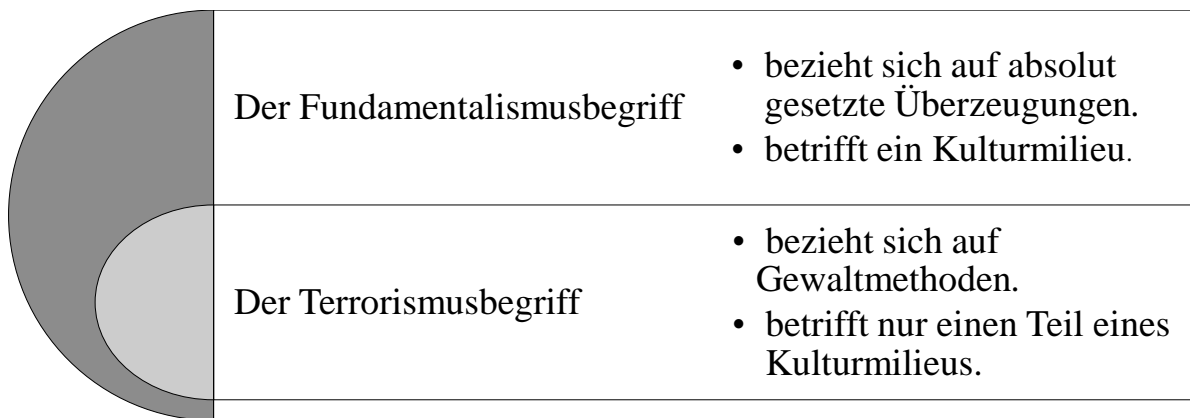 Der Fundamentalismusbegriff
• bezieht sich auf absolut
gesetzte Überzeugungen.
• betrifft ein Kulturmilieu.
Der Terrorismusbegriff
• bezieht sich auf
Gewaltmethoden.
• betrifft nur einen Teil eines
Kulturmilieus.